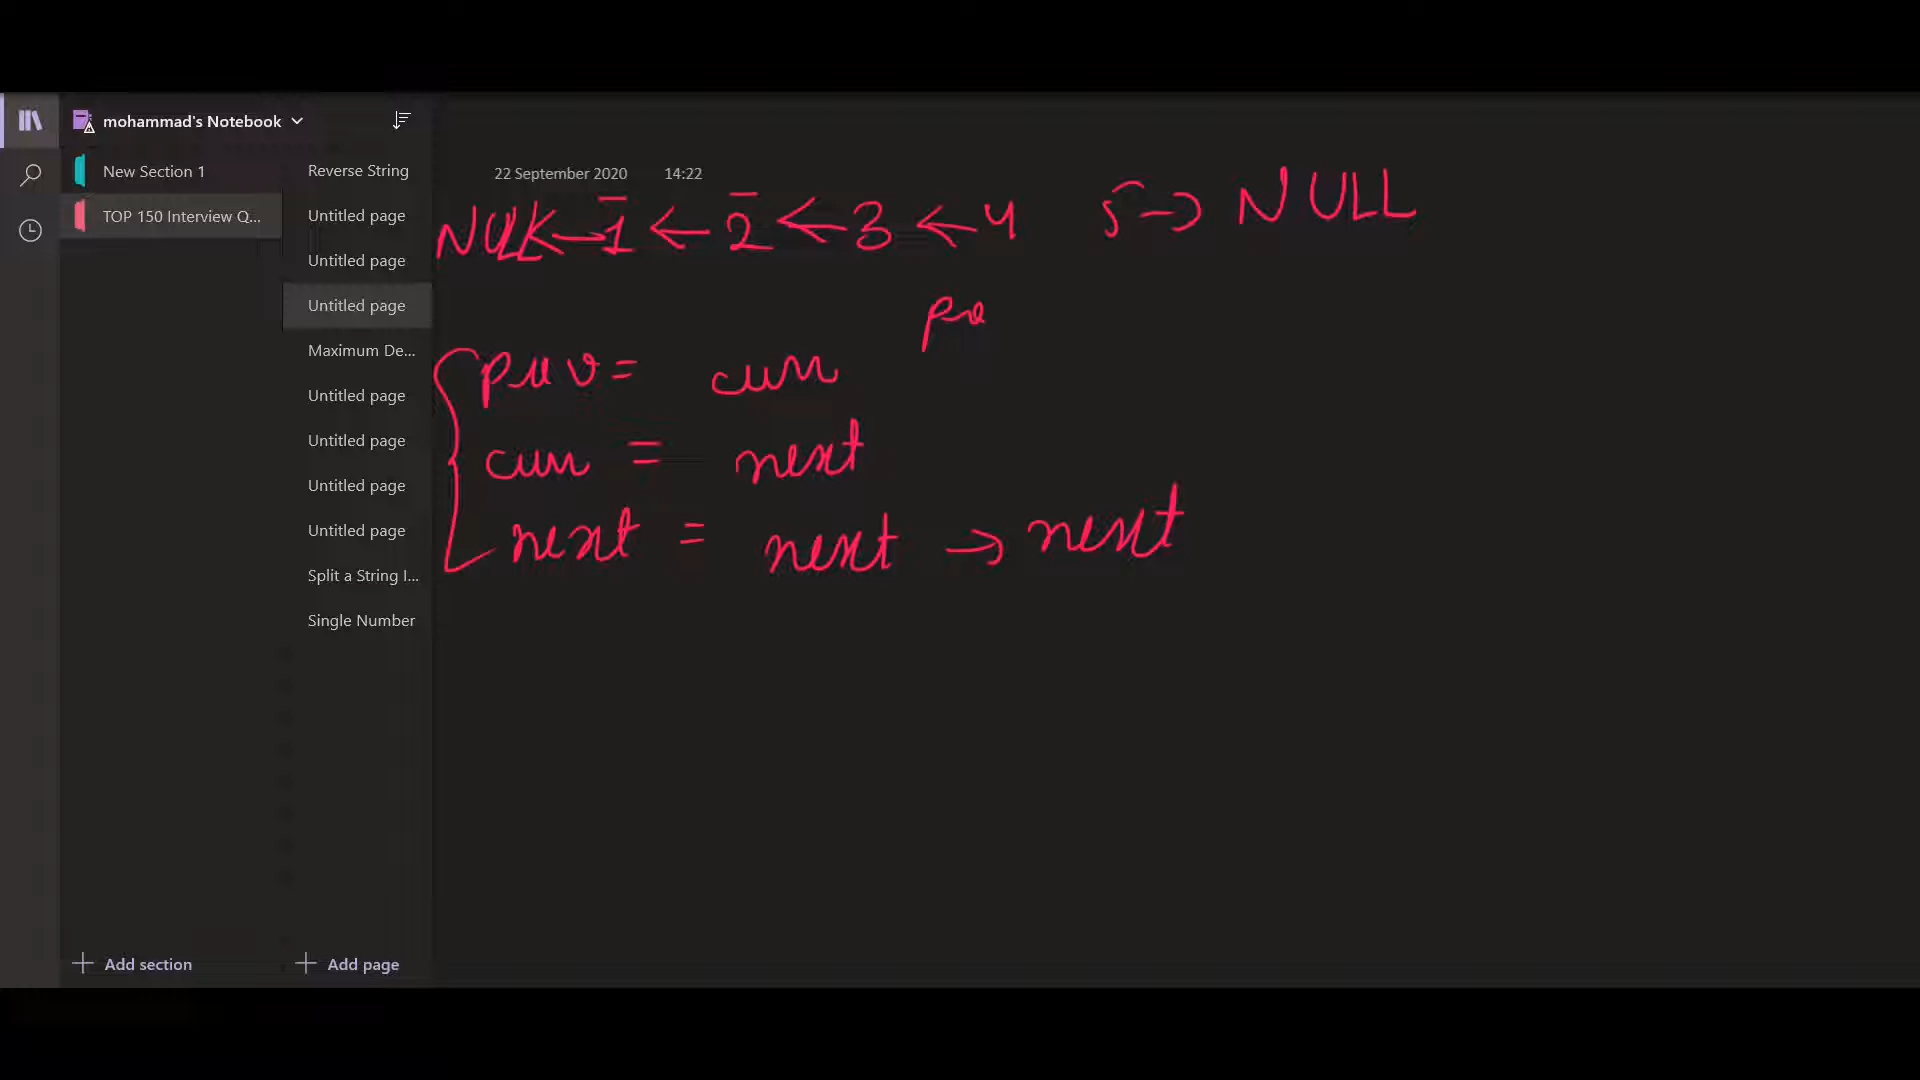 mohammad's Notebook
New Section 1
TOP 150 Interview Q...
Reverse String
Untitled page
Untitled page
Untitled page
Maximum De...
Untitled page
Untitled page
Untitled page
Untitled page
Split a String I...
Single Number
Add section
Add page
22 September 2020 14:22
NULL ← 1 ← 2 ← 3 ← 4 5 → NULL
pre
prev = curr
curr = next
next = next → next